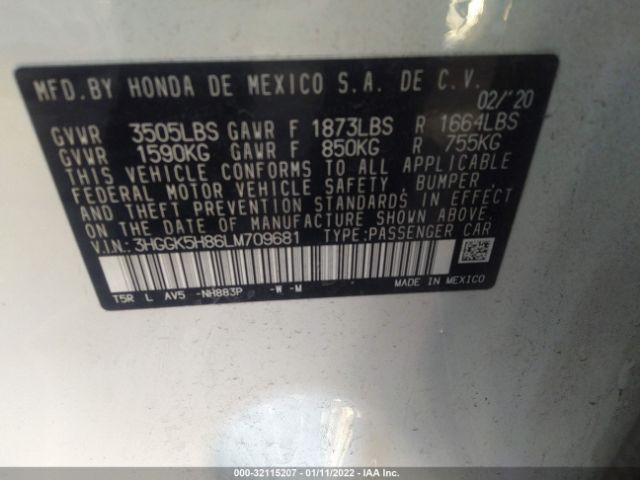 MFD.BY HONDA DE MEXICO S.A. DE C.V.
02/'20
GVWR 3505LBS GAWR F 1873LBS R 1664LBS
GVWR 1590KG GAWR F 850KG R 755KG
THIS VEHICLE CONFORMS TO ALL APPLICABLE
FEDERAL MOTOR VEHICLE SAFETY, BUMPER,
AND THEFT PREVENTION STANDARDS IN EFFECT
ON THE DATE OF MANUFACTURE SHOWN ABOVE.
V.I.N: 3HGGK5H86LM709681 TYPE:PASSENGER CAR
T5R L AV5 -NH883P -W -M MADE IN MEXICO
000-32115207 - 01/11/2022 - IAA Inc.